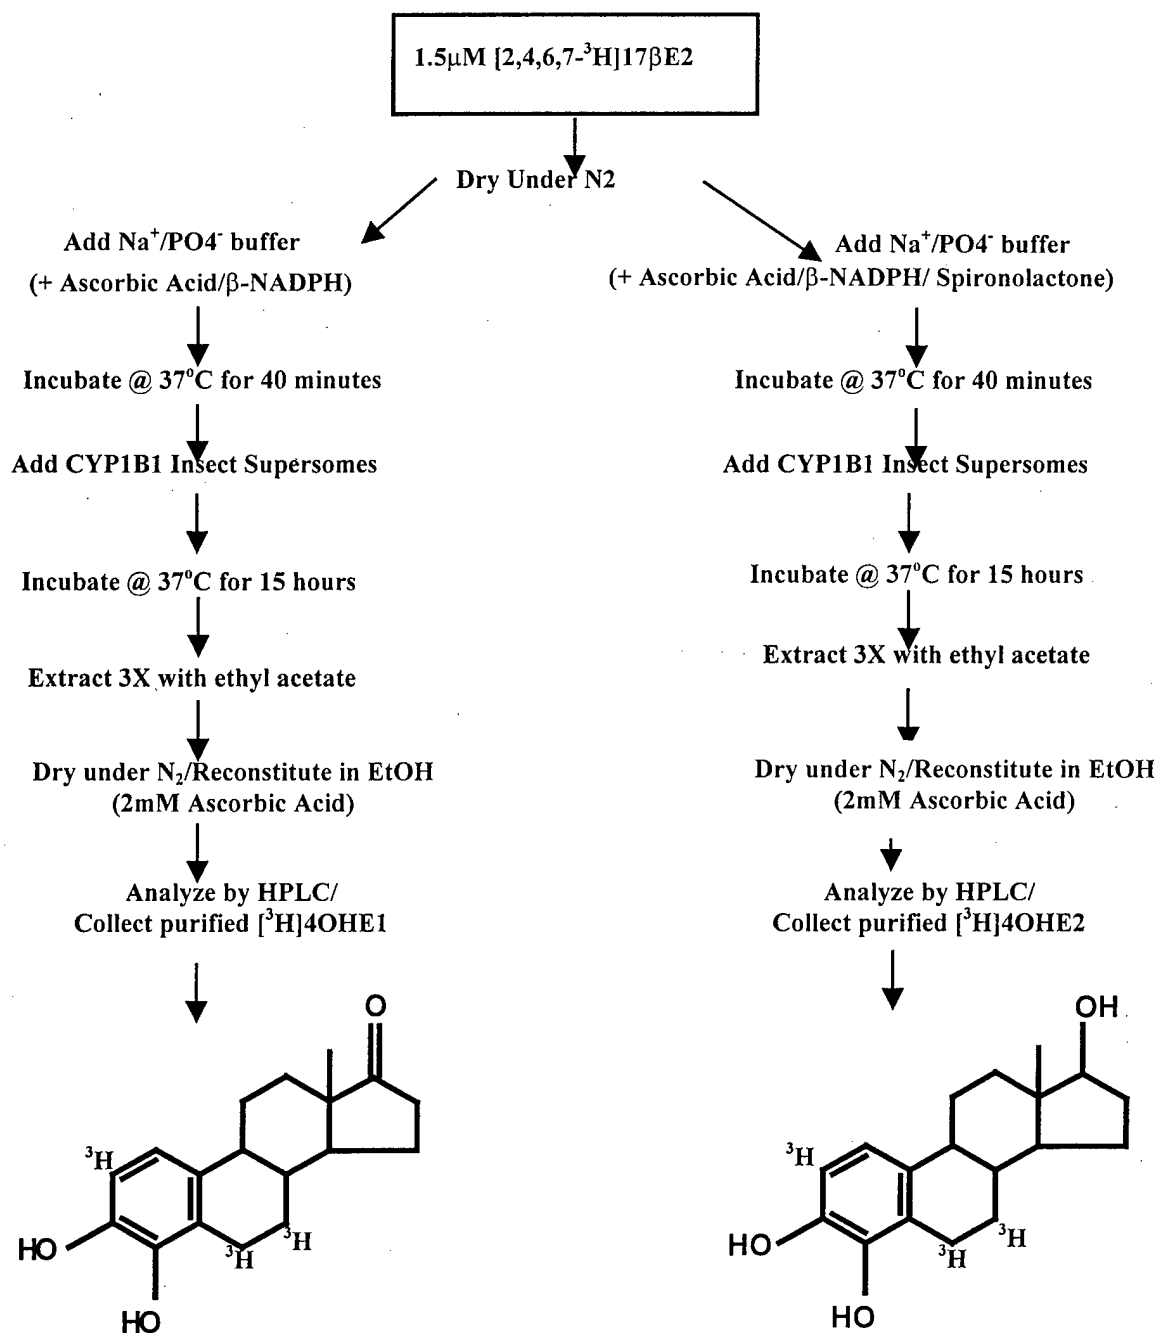 1.5µM [2,4,6,7-³H]17βE2
Dry Under N2
Add Na⁺/PO4⁻ buffer
(+ Ascorbic Acid/β-NADPH)
Incubate @ 37°C for 40 minutes
Add CYP1B1 Insect Supersomes
Incubate @ 37°C for 15 hours
Extract 3X with ethyl acetate
Dry under N₂/Reconstitute in EtOH
(2mM Ascorbic Acid)
Analyze by HPLC/
Collect purified [³H]4OHE1
O
³H
³H
³H
HO
HO
Add Na⁺/PO4⁻ buffer
(+ Ascorbic Acid/β-NADPH/ Spironolactone)
Incubate @ 37°C for 40 minutes
Add CYP1B1 Insect Supersomes
Incubate @ 37°C for 15 hours
Extract 3X with ethyl acetate
Dry under N₂/Reconstitute in EtOH
(2mM Ascorbic Acid)
Analyze by HPLC/
Collect purified [³H]4OHE2
OH
³H
³H
³H
HO
HO